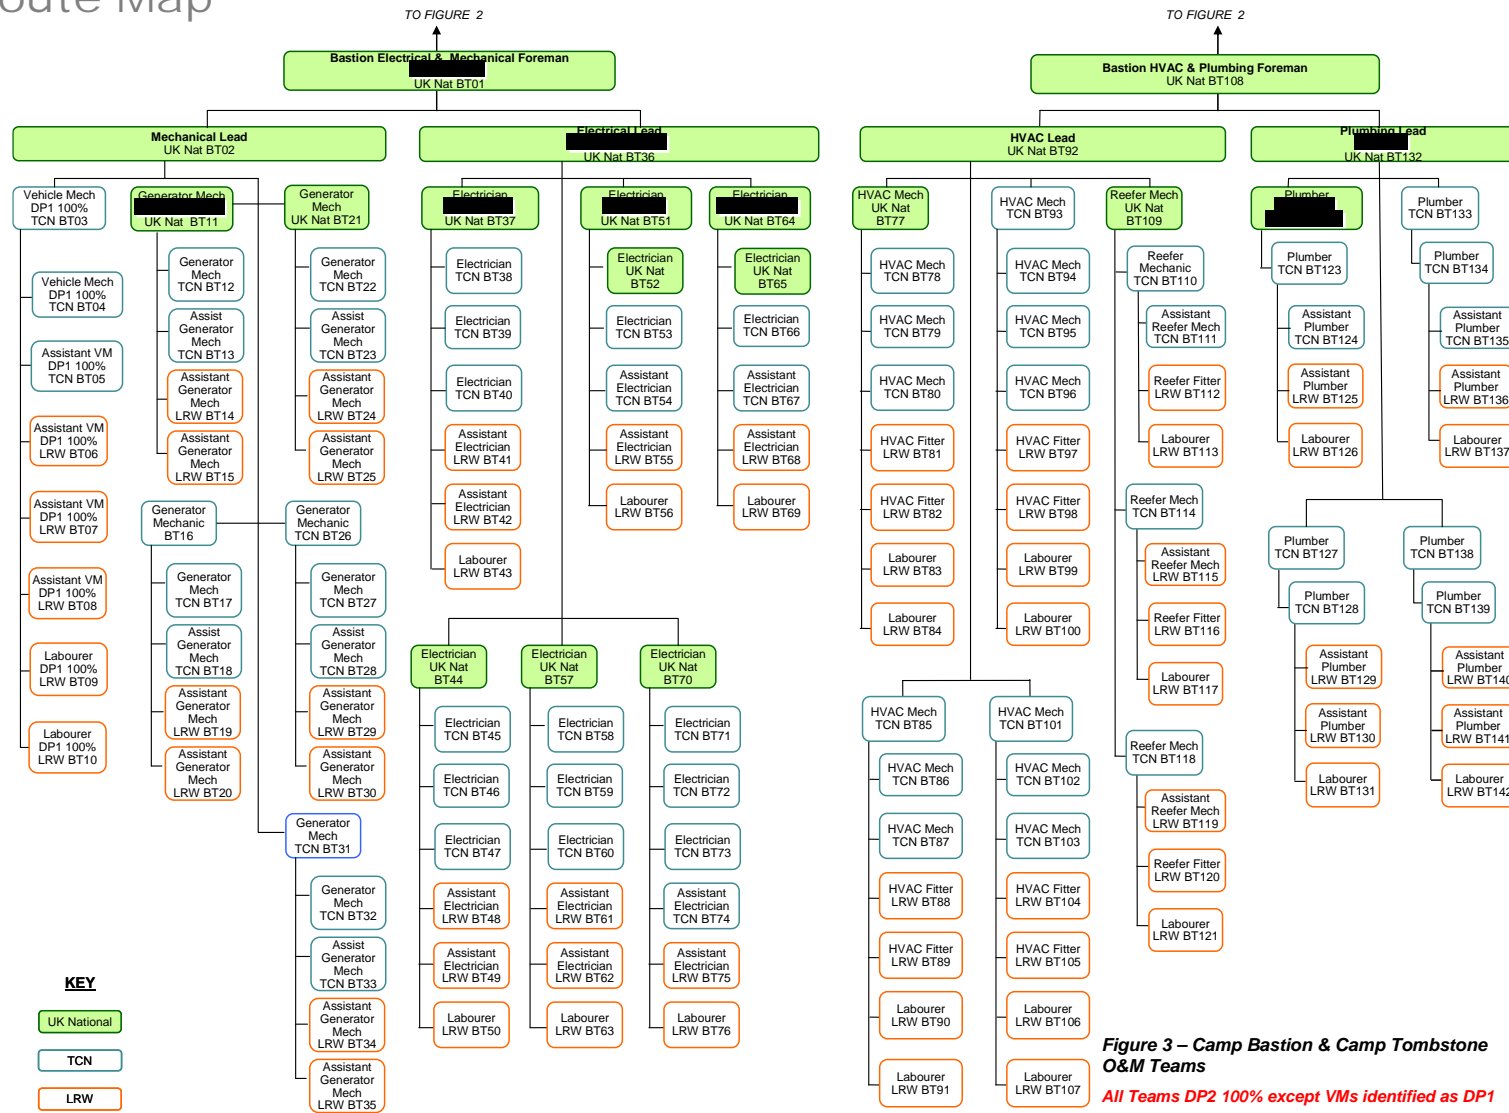 oute Map
TO FIGURE 2
TO FIGURE 2
Bastion Electrical & Mechanical Foreman
UK Nat BT01
Bastion HVAC & Plumbing Foreman
UK Nat BT108
Mechanical Lead
UK Nat BT02
Electrical Lead
UK Nat BT36
HVAC Lead
UK Nat BT92
Plumbing Lead
UK Nat BT132
Vehicle Mech
DP1 100%
TCN BT03
Vehicle Mech
DP1 100%
TCN BT04
Assistant VM
DP1 100%
TCN BT05
Assistant VM
DP1 100%
LRW BT06
Assistant VM
DP1 100%
LRW BT07
Assistant VM
DP1 100%
LRW BT08
Labourer
DP1 100%
LRW BT09
Labourer
DP1 100%
LRW BT10
Generator Mech
UK Nat BT11
Generator
Mech
TCN BT12
Assist
Generator
Mech
TCN BT13
Assistant
Generator
Mech
LRW BT14
Assistant
Generator
Mech
LRW BT15
Generator
Mechanic
BT16
Generator
Mech
TCN BT17
Assist
Generator
Mech
TCN BT18
Assistant
Generator
Mech
LRW BT19
Assistant
Generator
Mech
LRW BT20
Generator
Mech
UK Nat BT21
Generator
Mech
TCN BT22
Assist
Generator
Mech
TCN BT23
Assistant
Generator
Mech
LRW BT24
Assistant
Generator
Mech
LRW BT25
Generator
Mechanic
TCN BT26
Generator
Mech
TCN BT27
Assist
Generator
Mech
TCN BT28
Assistant
Generator
Mech
LRW BT29
Assistant
Generator
Mech
LRW BT30
Generator
Mech
TCN BT31
Generator
Mech
TCN BT32
Assist
Generator
Mech
TCN BT33
Assistant
Generator
Mech
LRW BT34
Assistant
Generator
Mech
LRW BT35
Electrician
UK Nat BT37
Electrician
TCN BT38
Electrician
TCN BT39
Electrician
TCN BT40
Assistant
Electrician
LRW BT41
Assistant
Electrician
LRW BT42
Labourer
LRW BT43
Electrician
UK Nat BT51
Electrician
UK Nat
BT52
Electrician
TCN BT53
Assistant
Electrician
TCN BT54
Assistant
Electrician
LRW BT55
Labourer
LRW BT56
Electrician
UK Nat BT64
Electrician
UK Nat
BT65
Electrician
TCN BT66
Assistant
Electrician
TCN BT67
Assistant
Electrician
LRW BT68
Labourer
LRW BT69
Electrician
UK Nat
BT44
Electrician
TCN BT45
Electrician
TCN BT46
Electrician
TCN BT47
Assistant
Electrician
LRW BT48
Assistant
Electrician
LRW BT49
Labourer
LRW BT50
Electrician
UK Nat
BT57
Electrician
TCN BT58
Electrician
TCN BT59
Electrician
TCN BT60
Assistant
Electrician
LRW BT61
Assistant
Electrician
LRW BT62
Labourer
LRW BT63
Electrician
UK Nat
BT70
Electrician
TCN BT71
Electrician
TCN BT72
Electrician
TCN BT73
Assistant
Electrician
TCN BT74
Assistant
Electrician
LRW BT75
Labourer
LRW BT76
HVAC Mech
UK Nat
BT77
HVAC Mech
TCN BT78
HVAC Mech
TCN BT79
HVAC Mech
TCN BT80
HVAC Fitter
LRW BT81
HVAC Fitter
LRW BT82
Labourer
LRW BT83
Labourer
LRW BT84
HVAC Mech
TCN BT93
HVAC Mech
TCN BT94
HVAC Mech
TCN BT95
HVAC Mech
TCN BT96
HVAC Fitter
LRW BT97
HVAC Fitter
LRW BT98
Labourer
LRW BT99
Labourer
LRW BT100
HVAC Mech
TCN BT85
HVAC Mech
TCN BT86
HVAC Mech
TCN BT87
HVAC Fitter
LRW BT88
HVAC Fitter
LRW BT89
Labourer
LRW BT90
Labourer
LRW BT91
HVAC Mech
TCN BT101
HVAC Mech
TCN BT102
HVAC Mech
TCN BT103
HVAC Fitter
LRW BT104
HVAC Fitter
LRW BT105
Labourer
LRW BT106
Labourer
LRW BT107
Reefer Mech
UK Nat
BT109
Reefer
Mechanic
TCN BT110
Assistant
Reefer Mech
TCN BT111
Reefer Fitter
LRW BT112
Labourer
LRW BT113
Reefer Mech
TCN BT114
Assistant
Reefer Mech
LRW BT115
Reefer Fitter
LRW BT116
Labourer
LRW BT117
Reefer Mech
TCN BT118
Assistant
Reefer Mech
LRW BT119
Reefer Fitter
LRW BT120
Labourer
LRW BT121
Plumber
Plumber
TCN BT123
Assistant
Plumber
TCN BT124
Assistant
Plumber
LRW BT125
Labourer
LRW BT126
Plumber
TCN BT133
Plumber
TCN BT134
Assistant
Plumber
TCN BT135
Assistant
Plumber
LRW BT136
Labourer
LRW BT137
Plumber
TCN BT127
Plumber
TCN BT128
Assistant
Plumber
LRW BT129
Assistant
Plumber
LRW BT130
Labourer
LRW BT131
Plumber
TCN BT138
Plumber
TCN BT139
Assistant
Plumber
LRW BT140
Assistant
Plumber
LRW BT141
Labourer
LRW BT142
KEY
UK National
TCN
LRW
Figure 3 – Camp Bastion & Camp Tombstone
O&M Teams
All Teams DP2 100% except VMs identified as DP1